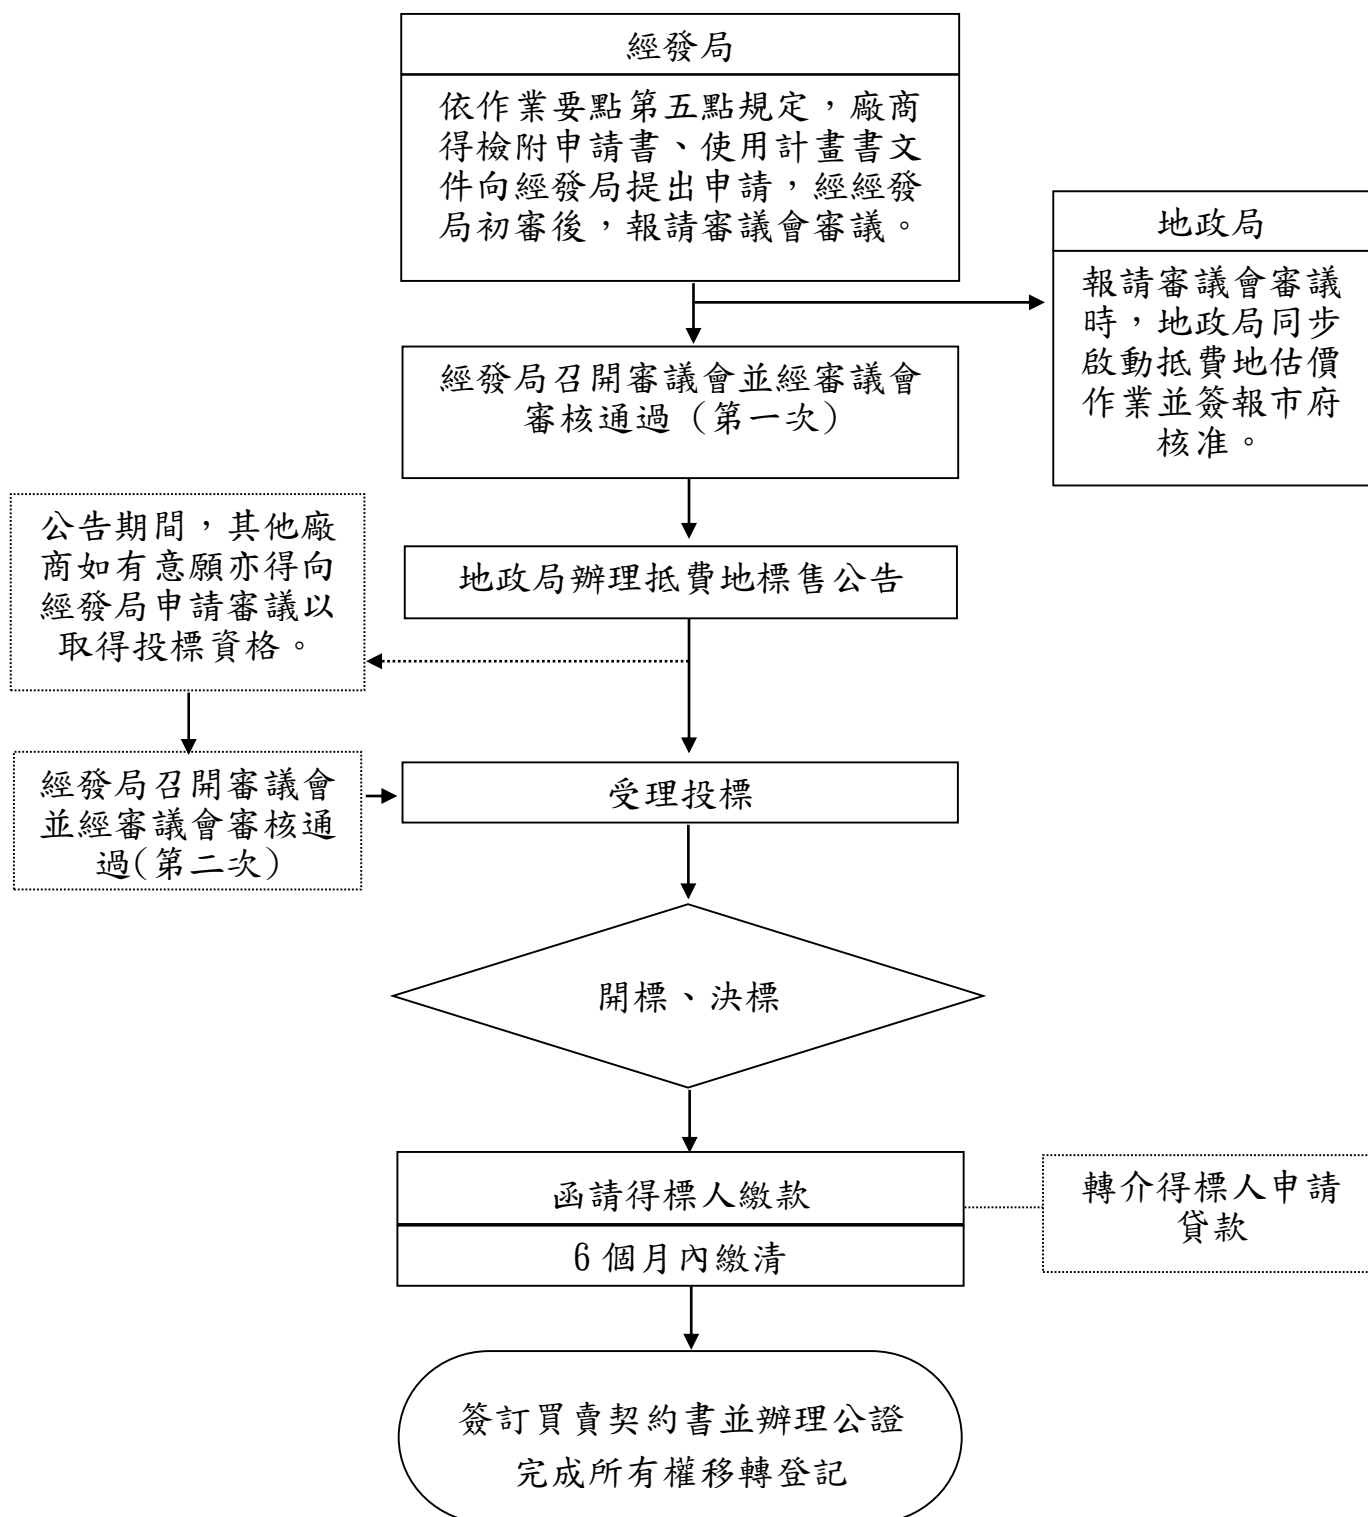 經發局
依作業要點第五點規定，廠商
得檢附申請書、使用計畫書文
件向經發局提出申請，經經發
局初審後，報請審議會審議。
地政局
報請審議會審議
時，地政局同步
啟動抵費地估價
作業並簽報市府
核准。
經發局召開審議會並經審議會
審核通過（第一次）
公告期間，其他廠
商如有意願亦得向
經發局申請審議以
取得投標資格。
地政局辦理抵費地標售公告
經發局召開審議會
並經審議會審核通
過(第二次)
受理投標
開標、決標
函請得標人繳款
6 個月內繳清
轉介得標人申請
貸款
簽訂買賣契約書並辦理公證
完成所有權移轉登記